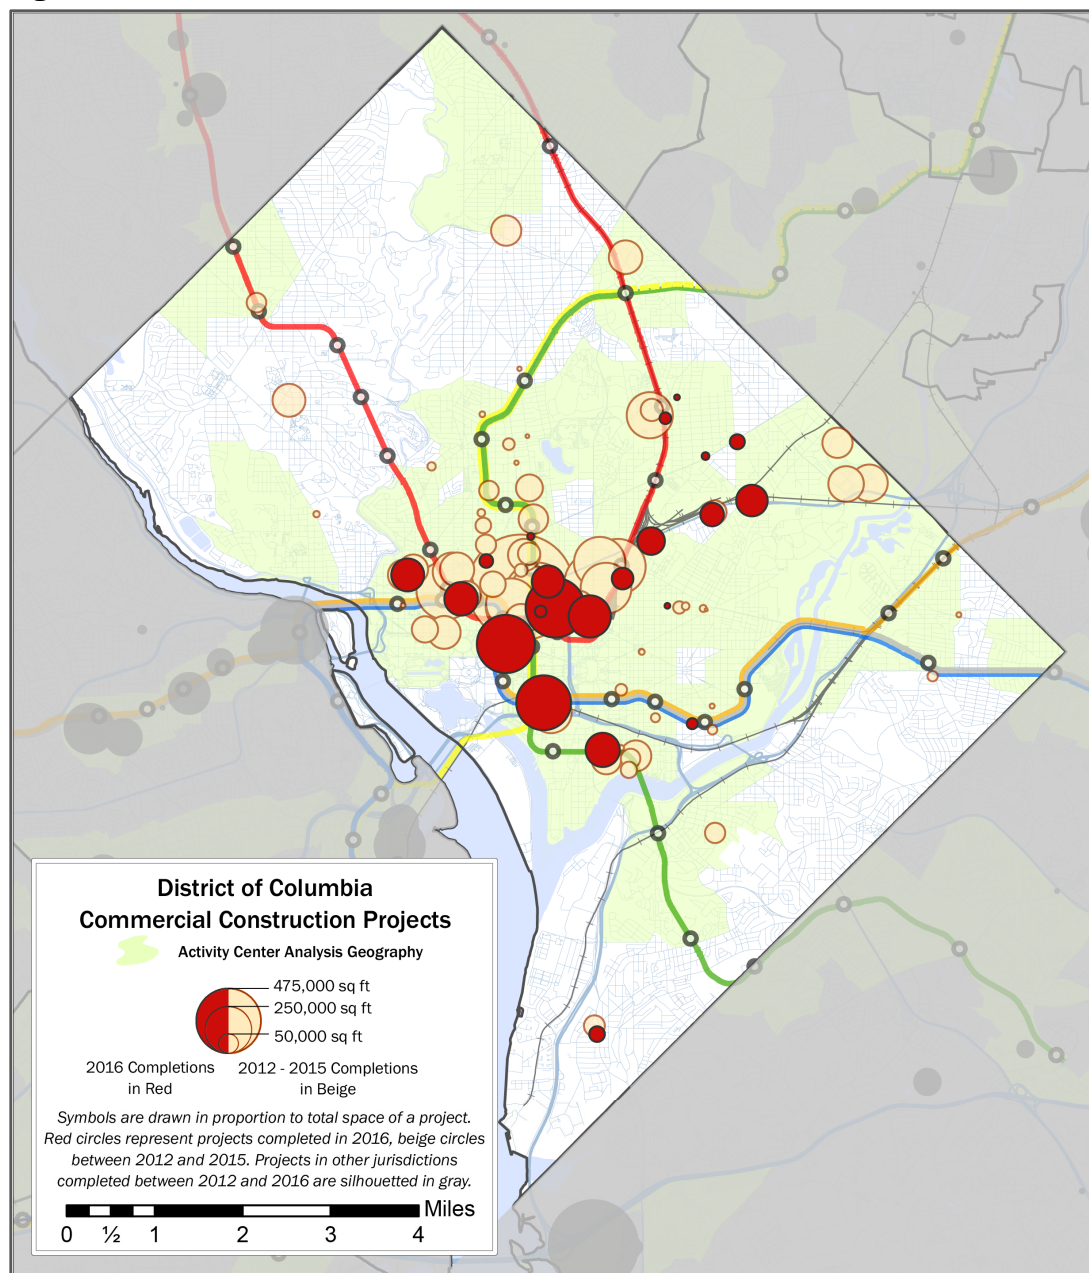 District of Columbia
Commercial Construction Projects
Activity Center Analysis Geography
475,000 sq ft
250,000 sq ft
50,000 sq ft
2016 Completions
in Red
2012 - 2015 Completions
in Beige
Symbols are drawn in proportion to total space of a project.
Red circles represent projects completed in 2016, beige circles
between 2012 and 2015. Projects in other jurisdictions
completed between 2012 and 2016 are silhouetted in gray.
Miles
0 ½ 1 2 3 4